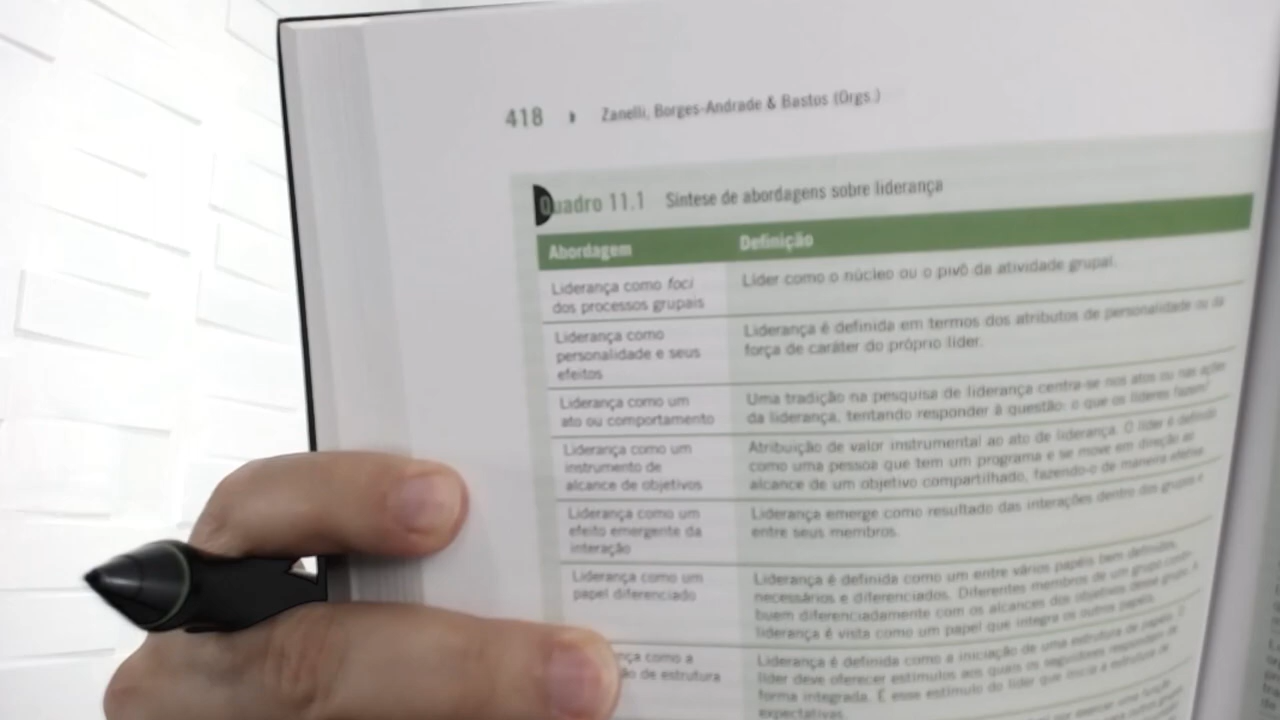 418 Zanelli, Borges-Andrade & Bastos (Orgs.)
Quadro 11.1 Síntese de abordagens sobre liderança
Abordagem Definição
Liderança como foci
dos processos grupais
Líder como o núcleo ou o pivô da atividade grupal.
Liderança como
personalidade e seus
efeitos
Liderança é definida em termos dos atributos de personalidade ou da
força de caráter do próprio líder.
Liderança como um
ato ou comportamento
Uma tradição na pesquisa de liderança centra-se nos atos ou nas ações
da liderança, tentando responder à questão: o que os líderes fazem?
Liderança como um
instrumento de
alcance de objetivos
Atribuição de valor instrumental ao ato de liderança. O líder é definido
como uma pessoa que tem um programa e se move em direção ao
alcance de um objetivo compartilhado, fazendo-o de maneira efetiva.
Liderança como um
efeito emergente da
interação
Liderança emerge como resultado das interações dentro dos grupos e
entre seus membros.
Liderança como um
papel diferenciado
Liderança é definida como um entre vários papéis bem definidos,
necessários e diferenciados. Diferentes membros de um grupo contri-
buem diferenciadamente com os alcances dos objetivos desse grupo. A
liderança é vista como um papel que integra os outros papéis.
nça como a
ão de estrutura
Liderança é definida como a iniciação de uma estrutura de papéis. O
líder deve oferecer estímulos aos quais os seguidores respondem de
forma integrada. É esse estímulo do líder que inicia a estrutura de
expectativas.